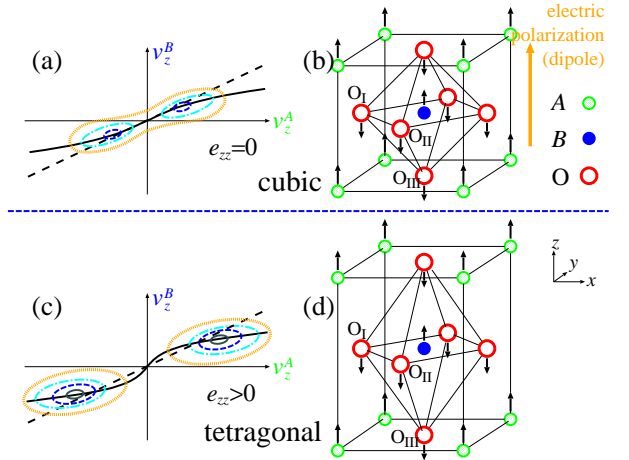 (a)
v_z^B
v_z^A
e_zz=0
cubic
(b)
O_I
O_II
O_III
electric
polarization
(dipole)
A
B
O
(c)
v_z^B
v_z^A
e_zz>0
tetragonal
(d)
O_I
O_II
O_III
z
y
x